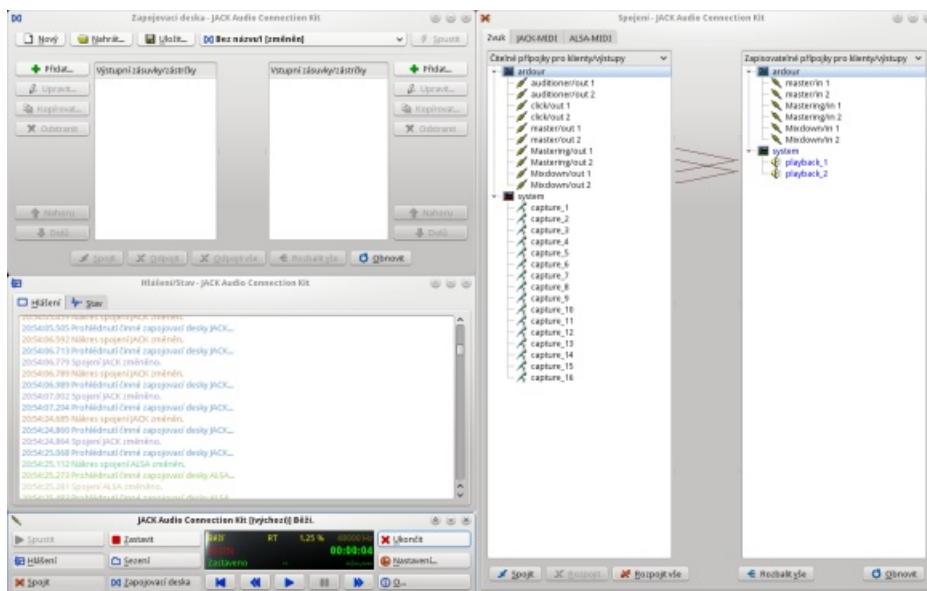 Zapojovací deska - JACK Audio Connection Kit
Nový Nahrát... Uložit... Bez názvu1 [změněn] Spustit
Přidat... Výstupní zásuvky/zástrčky Vstupní zásuvky/zástrčky Přidat...
Upravit... Upravit...
Kopírovat... Kopírovat...
Odstranit Odstranit
Nahoru Nahoru
Dolů Dolů
Spojit Odpojit Odpojit vše Rozbalit vše Obnovit
Hlášení/Stav - JACK Audio Connection Kit
Hlášení Stav
20:54:05.505 Prohlédnutí činné zapojovací desky JACK...
20:54:06.592 Nákres spojení JACK změněn.
20:54:06.713 Prohlédnutí činné zapojovací desky JACK...
20:54:06.779 Spojení JACK změněno.
20:54:06.789 Nákres spojení JACK změněn.
20:54:06.989 Prohlédnutí činné zapojovací desky JACK...
20:54:07.002 Spojení JACK změněno.
20:54:07.204 Prohlédnutí činné zapojovací desky JACK...
20:54:24.685 Nákres spojení JACK změněn.
20:54:24.860 Prohlédnutí činné zapojovací desky JACK...
20:54:24.864 Spojení JACK změněno.
20:54:25.068 Prohlédnutí činné zapojovací desky JACK...
20:54:25.112 Nákres spojení ALSA změněn.
20:54:25.273 Prohlédnutí činné zapojovací desky ALSA...
20:54:25.281 Spojení JACK změněno.
JACK Audio Connection Kit [(výchozí)] Běží.
Spustit Zastavit Běží RT 1,25 % 48000 Hz Ukončit
00:00:04
Hlášení Sezení Zastaveno Nastavení...
Spojit Zapojovací deska O...
Spojení - JACK Audio Connection Kit
Zvuk JACK-MIDI ALSA-MIDI
Čitelné přípojky pro klienty/výstupy
ardour
auditioner/out 1
auditioner/out 2
click/out 1
click/out 2
master/out 1
master/out 2
Mastering/out 1
Mastering/out 2
Mixdown/out 1
Mixdown/out 2
system
capture_1
capture_2
capture_3
capture_4
capture_5
capture_6
capture_7
capture_8
capture_9
capture_10
capture_11
capture_12
capture_13
capture_14
capture_15
capture_16
Zapisovatelné přípojky pro klienty/výstupy
ardour
master/in 1
master/in 2
Mastering/in 1
Mastering/in 2
Mixdown/in 1
Mixdown/in 2
system
playback_1
playback_2
Spojit Rozpojit Rozpojit vše Rozbalit vše Obnovit